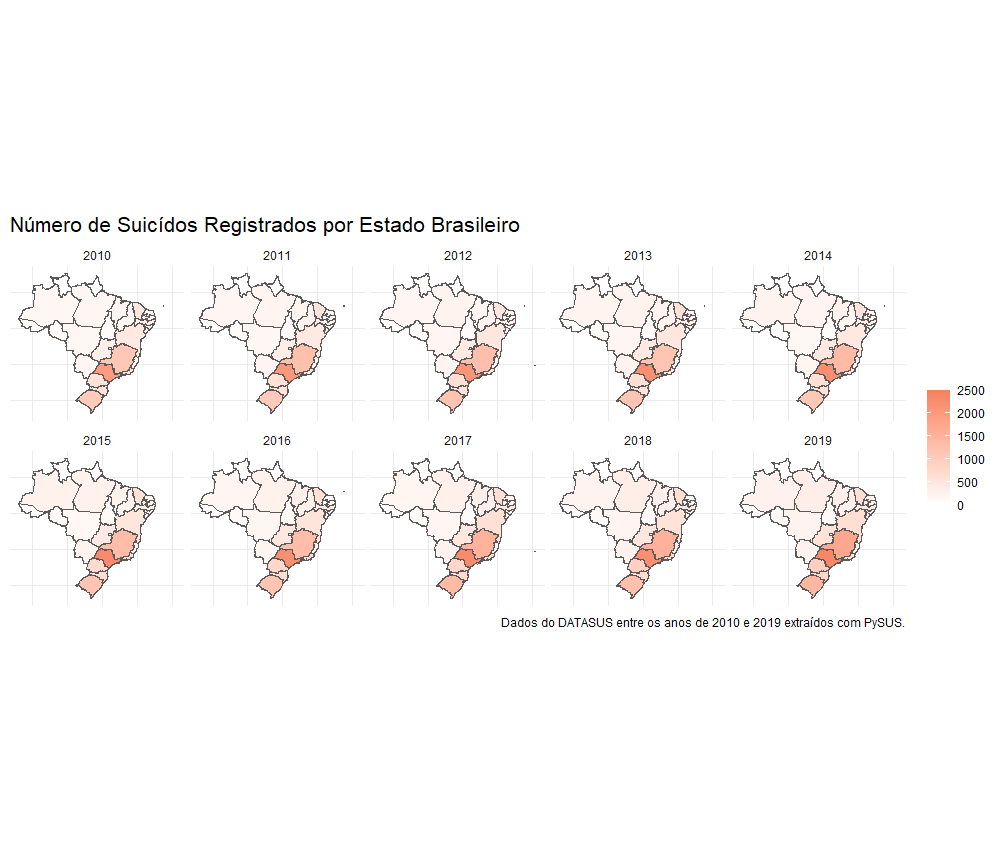 Número de Suicídos Registrados por Estado Brasileiro
2010 2011 2012 2013 2014
2015 2016 2017 2018 2019
2500
2000
1500
1000
500
0
Dados do DATASUS entre os anos de 2010 e 2019 extraídos com PySUS.